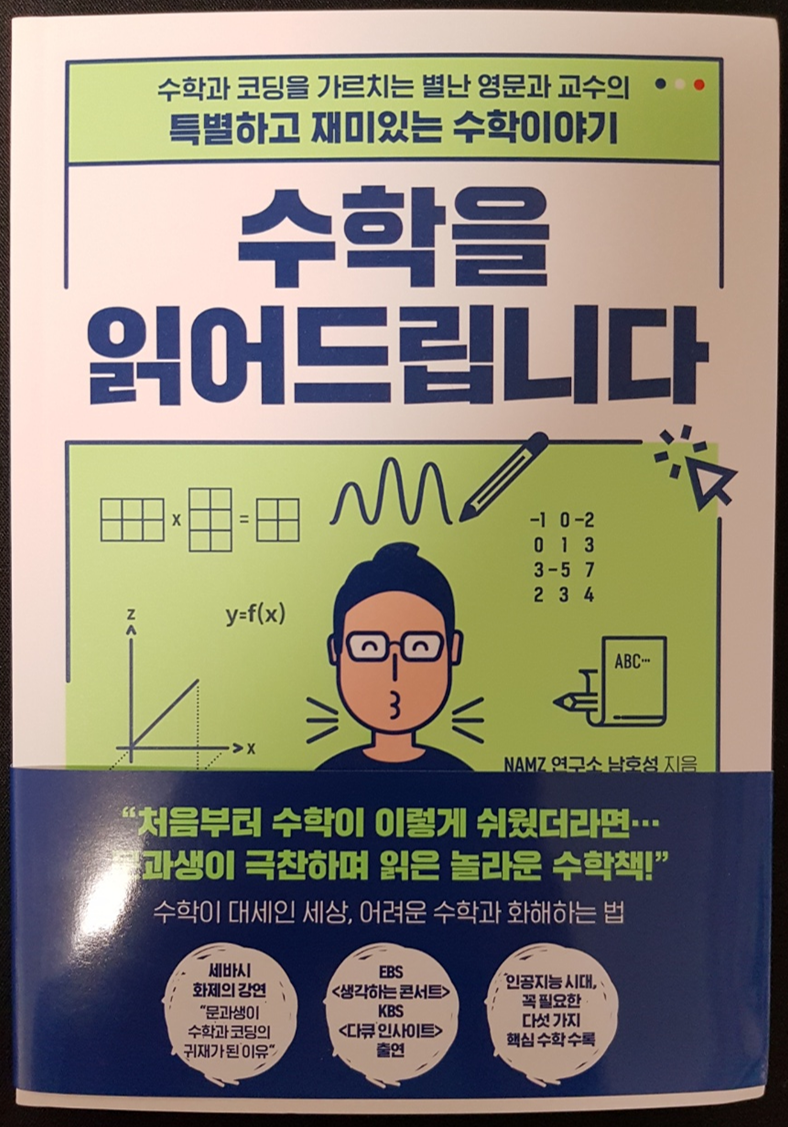 수학과 코딩을 가르치는 별난 영문과 교수의
특별하고 재미있는 수학이야기
수학을
읽어드립니다
x =
-1 0 -2
0 1 3
3 -5 7
2 3 4
z
y=f(x)
ABC…
x
NAMZ 연구소 남호성 지음
“처음부터 수학이 이렇게 쉬웠더라면…
극찬하며 읽은 놀라운 수학책!”
수학이 대세인 세상, 어려운 수학과 화해하는 법
세바시
화제의 강연
“문과생이
수학과 코딩의
귀재가 된 이유”
EBS
<생각하는 콘서트>
KBS
<다큐 인사이트>
출연
인공지능 시대,
꼭 필요한
다섯 가지
핵심 수학 수록